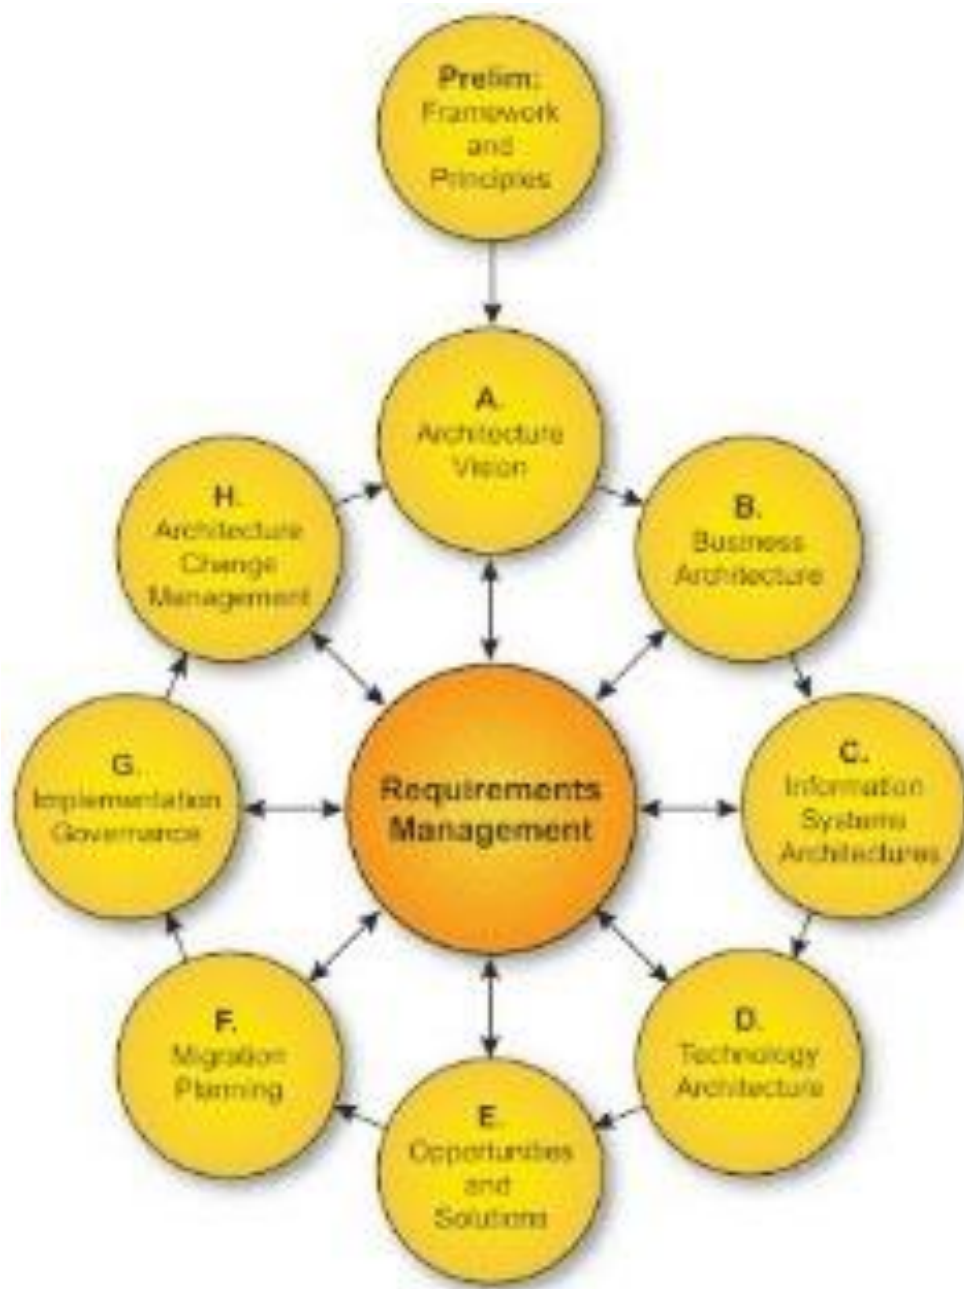 Prelim:
Framework
and
Principles
A.
Architecture
Vision
B.
Business
Architecture
C.
Information
Systems
Architectures
D.
Technology
Architecture
E.
Opportunities
and
Solutions
F.
Migration
Planning
G.
Implementation
Governance
H.
Architecture
Change
Management
Requirements
Management